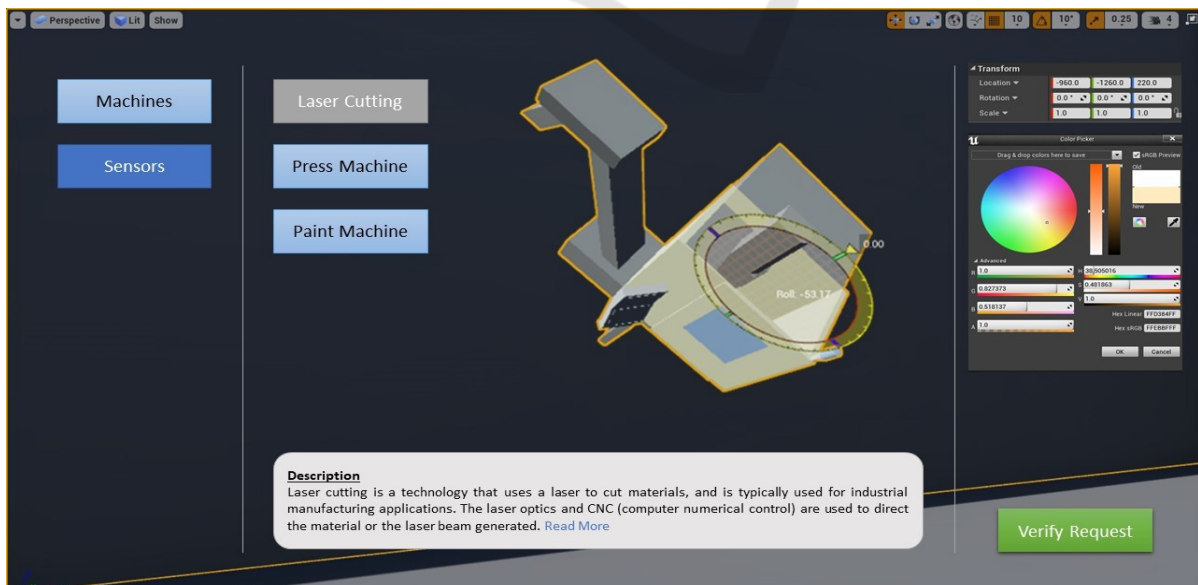 Perspective Lit Show
10 10° 0.25 4
Machines
Sensors
Laser Cutting
Press Machine
Paint Machine
0.00
Roll: -53.17
Transform
Location -960.0 -1260.0 220.0
Rotation 0.0° 0.0° 0.0°
Scale 1.0 1.0 1.0
Color Picker
Drag & drop colors here to save
sRGB Preview
Old
New
Advanced
R 1.0
G 0.827373
B 0.518137
A 1.0
H 38.505016
S 0.481863
V 1.0
Hex Linear FFD384FF
Hex sRGB FFEBBFFF
OK Cancel
Description
Laser cutting is a technology that uses a laser to cut materials, and is typically used for industrial
manufacturing applications. The laser optics and CNC (computer numerical control) are used to direct
the material or the laser beam generated. Read More
Verify Request